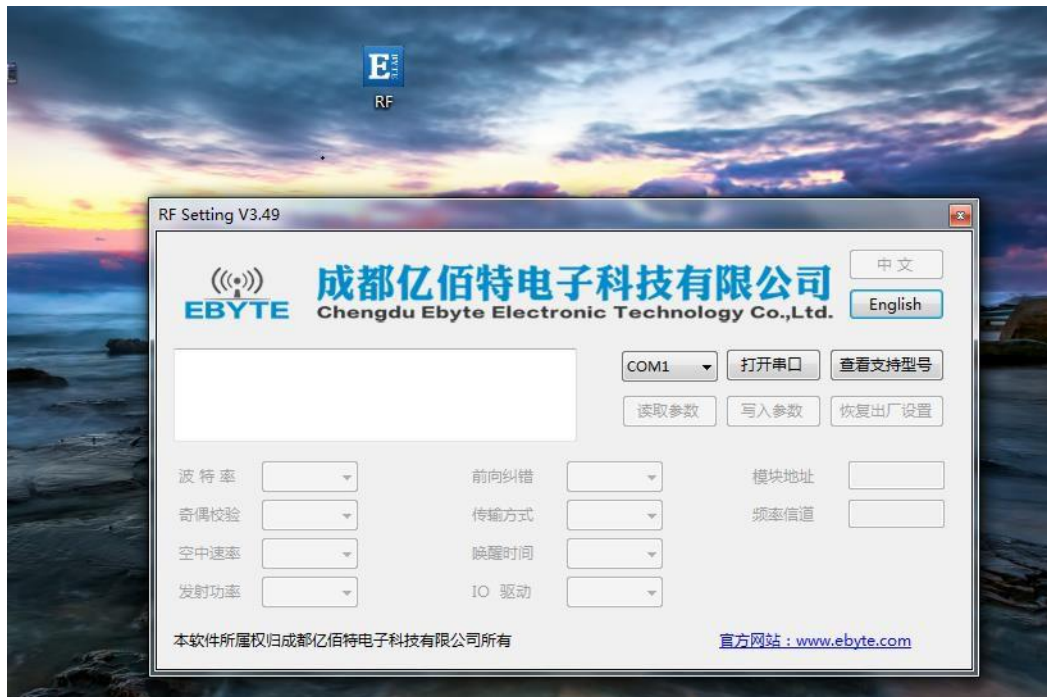 E
EBYTE
RF
RF Setting V3.49
中 文
English
EBYTE
成都亿佰特电子科技有限公司
Chengdu Ebyte Electronic Technology Co.,Ltd.
COM1 打开串口 查看支持型号
读取参数 写入参数 恢复出厂设置
波 特 率 前向纠错 模块地址
奇偶校验 传输方式 频率信道
空中速率 唤醒时间
发射功率 IO 驱动
本软件所属权归成都亿佰特电子科技有限公司所有 官方网站：www.ebyte.com